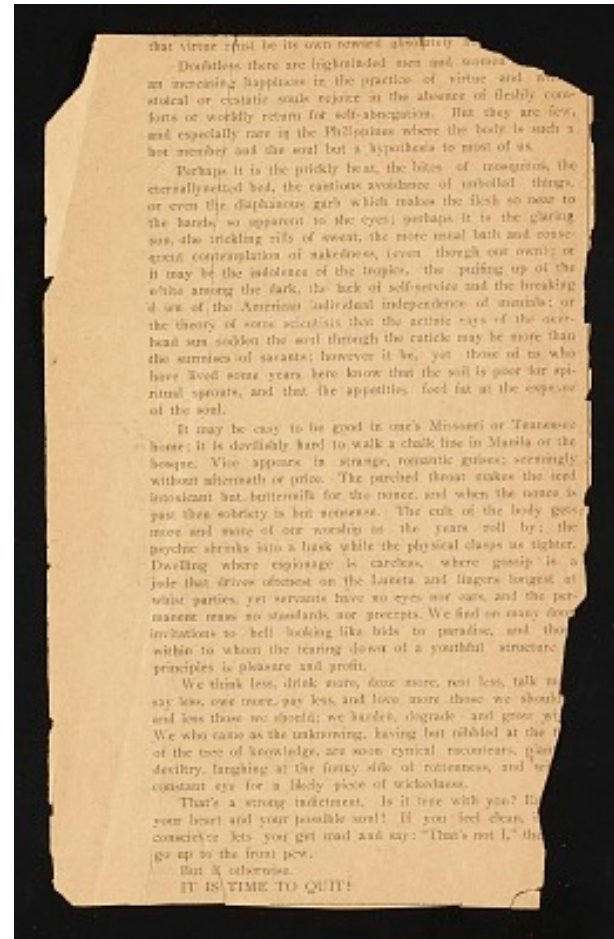 that virtue must be its own reward absolutely
Doubtless there are highminded men and women
an increasing happiness in the practice of virtue and
stoical or ecstatic souls rejoice in the absence of fleshly com-
forts or worldly return for self-abnegation. But they are few,
and especially rare in the Philippines where the body is such a
hot member and the soul but a hypothesis to most of us.
Perhaps it is the prickly heat, the bites of mosquitos, the
eternallynetted bed, the cautious avoidance of unboiled things,
or even the diaphanous garb which makes the flesh so near to
the hands, so apparent to the eyes; perhaps it is the glaring
sun, the trickling rills of sweat, the more usual bath and conse-
quent contemplation of nakedness, (even though our own); or
it may be the indolence of the tropics, the puffing up of the
white among the dark, the lack of self-service and the breaking
down of the American individual independence of menials; or
the theory of some scientists that the actinic rays of the over-
head sun sodden the soul through the cuticle may be more than
the surmises of savants; however it be, yet those of us who
have lived some years here know that the soil is poor for spi-
ritual sprouts, and that the appetites feed fat at the expense
of the soul.
It may be easy to be good in one's Missouri or Tennessee
home; it is devilishly hard to walk a chalk line in Manila or the
bosque. Vice appears in strange, romantic guises; seemingly
without aftermath or price. The parched throat makes the iced
intoxicant but buttermilk for the nonce, and when the nonce is
past then sobriety is but nonsense. The cult of the body gets
more and more of our worship as the years roll by; the
psychic shrinks into a husk while the physical clasps us tighter.
Dwelling where espionage is careless, where gossip is a
jade that drives oftenest on the Luneta and lingers longest at
whist parties, yet servants have no eyes nor ears, and the per-
manent mass no standards nor precepts. We find on many doors
invitations to hell looking like bids to paradise, and
within to whom the tearing down of a youthful structure
principles is pleasure and profit.
We think less, drink more, doze more, rest less, talk
say less, owe more, pay less, and love more those we should
and less those we should; we harden, degrade and grow
We who came as the unknowing, having but nibbled at the
of the tree of knowledge, are soon cynical raconteurs,
deviltry, laughing at the funny side of rottenness, and
constant eye for a likely piece of wickedness.
That's a strong indictment. Is it true with you?
your heart and your possible soul! If you feel clean,
conscience lets you get mad and say: "That's not I,"
go up to the front pew.
But if otherwise.
IT IS TIME TO QUIT!